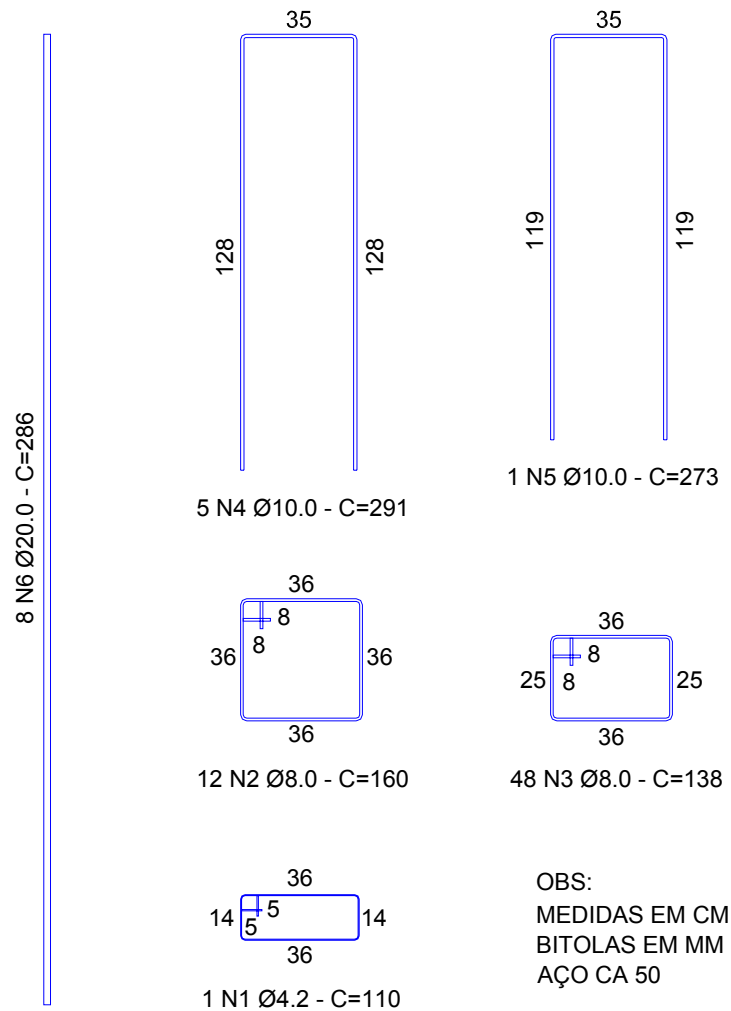 8 N6 Ø20.0 - C=286
35
128
128
5 N4 Ø10.0 - C=291
35
119
119
1 N5 Ø10.0 - C=273
36
8
8
36
36
36
12 N2 Ø8.0 - C=160
36
8
8
25
25
36
48 N3 Ø8.0 - C=138
36
5
5
14
14
36
1 N1 Ø4.2 - C=110
OBS:
MEDIDAS EM CM
BITOLAS EM MM
AÇO CA 50